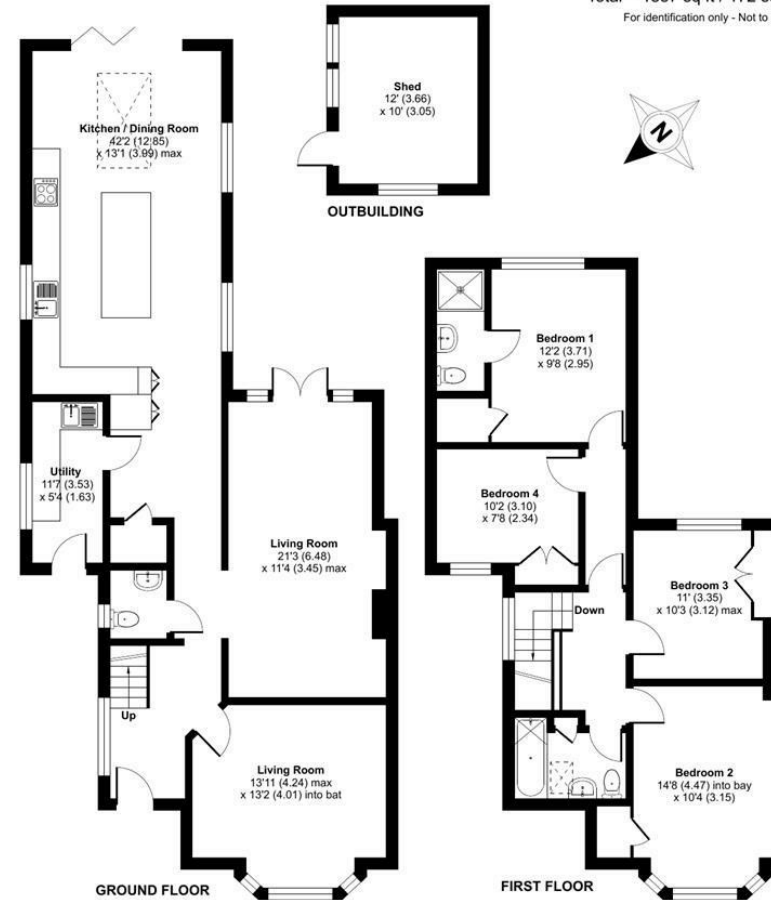 For identification only - Not to
Shed
12' (3.66)
x 10' (3.05)
OUTBUILDING
N
Kitchen / Dining Room
42'2 (12.85)
x 13'1 (3.99) max
Utility
11'7 (3.53)
x 5'4 (1.63)
Living Room
21'3 (6.48)
x 11'4 (3.45) max
Up
Living Room
13'11 (4.24) max
x 13'2 (4.01) into bat
GROUND FLOOR
Bedroom 1
12'2 (3.71)
x 9'8 (2.95)
Bedroom 4
10'2 (3.10)
x 7'8 (2.34)
Down
Bedroom 3
11' (3.35)
x 10'3 (3.12) max
Bedroom 2
14'8 (4.47) into bay
x 10'4 (3.15)
FIRST FLOOR